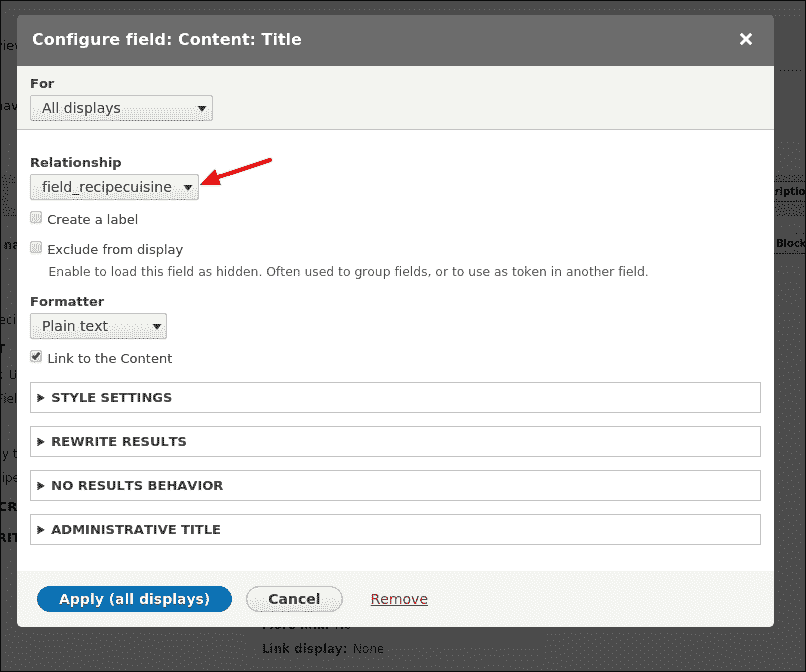 Configure field: Content: Title
For
All displays
Relationship
field_recipecuisine
Create a label
Exclude from display
Enable to load this field as hidden. Often used to group fields, or to use as token in another field.
Formatter
Plain text
Link to the Content
STYLE SETTINGS
REWRITE RESULTS
NO RESULTS BEHAVIOR
ADMINISTRATIVE TITLE
Apply (all displays)
Cancel
Remove
Block
Link display: None